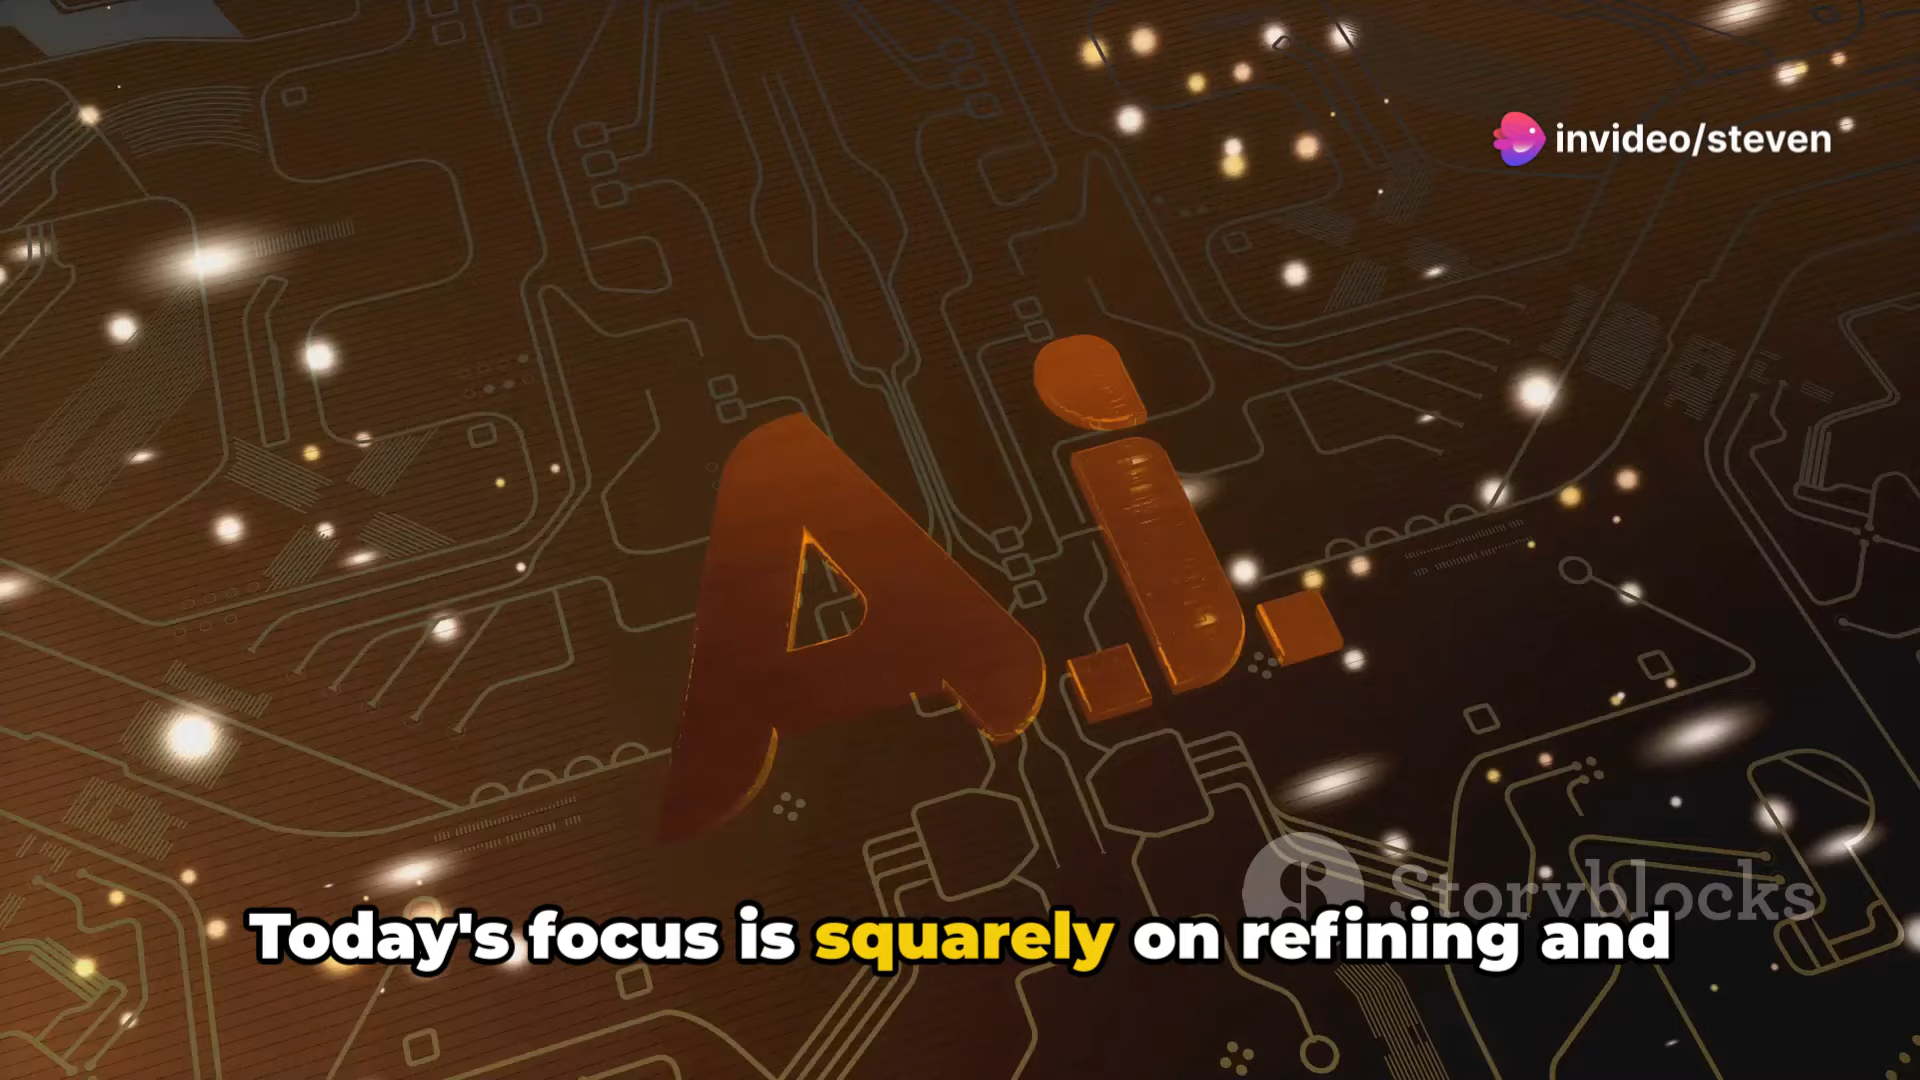 invideo/steven
A.i.
Storyblocks
Today's focus is squarely on refining and